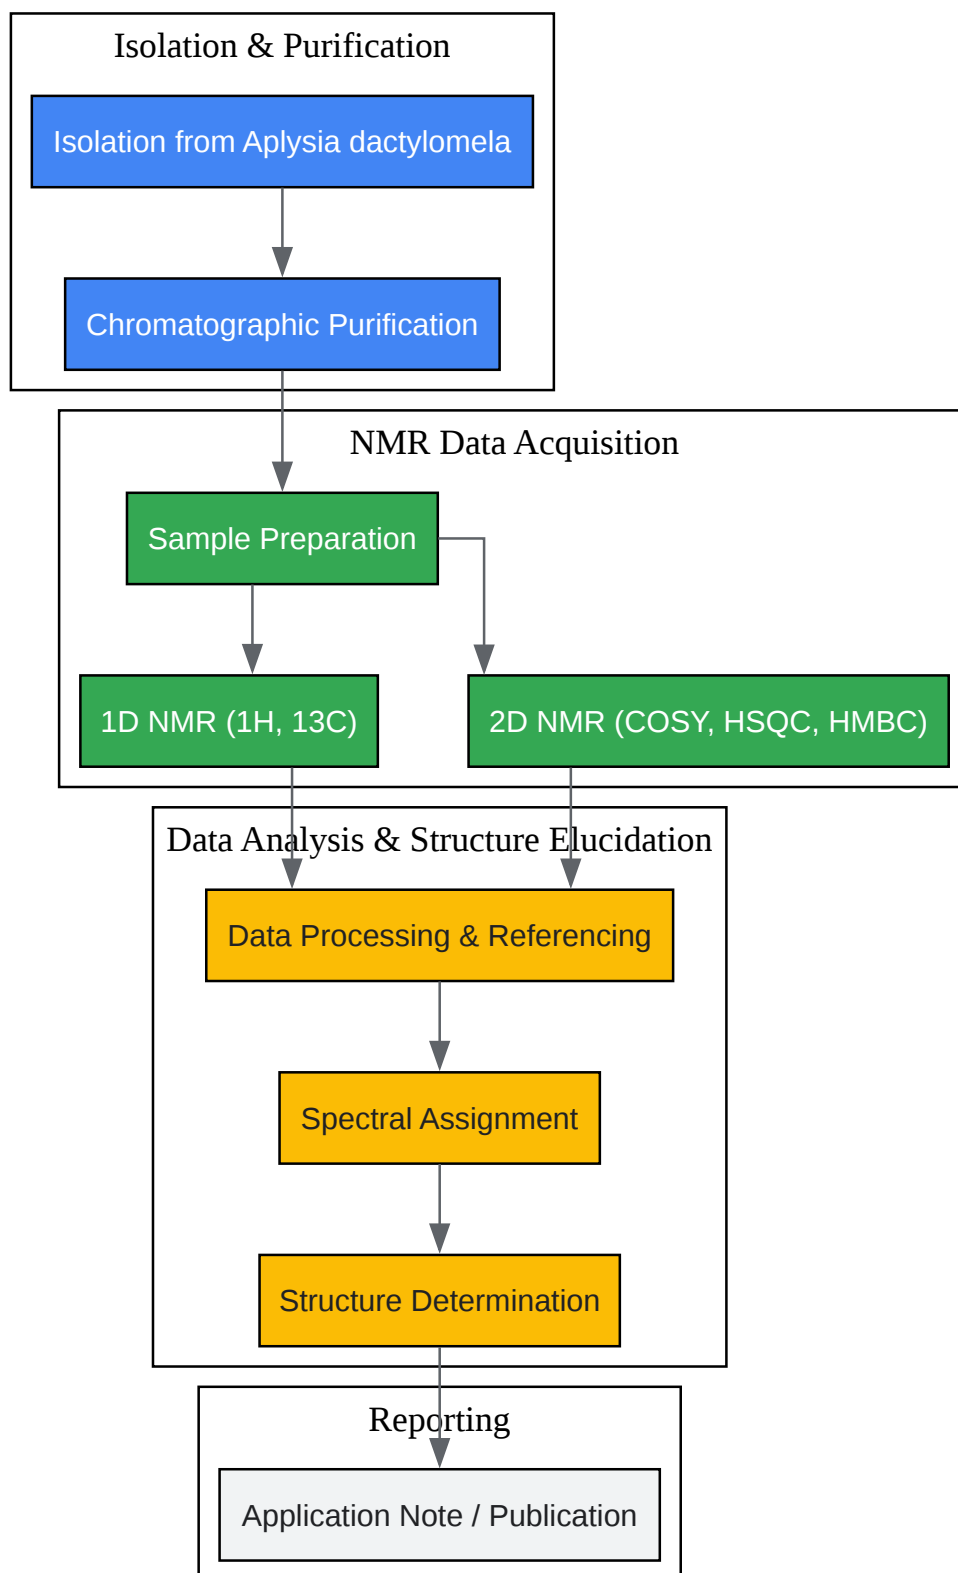 Isolation & Purification
Isolation from Aplysia dactylomela
Chromatographic Purification
NMR Data Acquisition
Sample Preparation
1D NMR (1H, 13C)
2D NMR (COSY, HSQC, HMBC)
Data Analysis & Structure Elucidation
Data Processing & Referencing
Spectral Assignment
Structure Determination
Reporting
Application Note / Publication